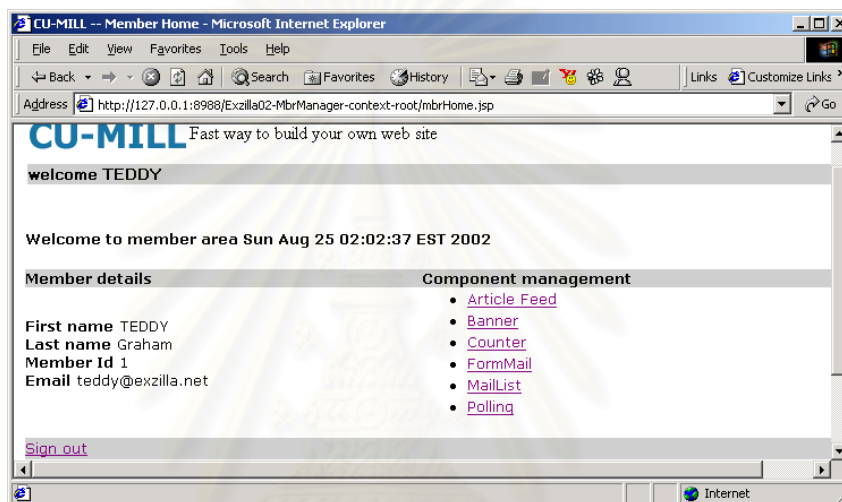 CU-MILL -- Member Home - Microsoft Internet Explorer
File Edit View Favorites Tools Help
Back Search Favorites History Links Customize Links
Address http://127.0.0.1:8988/Exzilla02-MbrManager-context-root/mbrHome.jsp Go
CU-MILL Fast way to build your own web site
welcome TEDDY
Welcome to member area Sun Aug 25 02:02:37 EST 2002
Member details Component management
Article Feed
Banner
Counter
FormMail
MailList
Polling
First name TEDDY
Last name Graham
Member Id 1
Email teddy@exzilla.net
Sign out
Internet